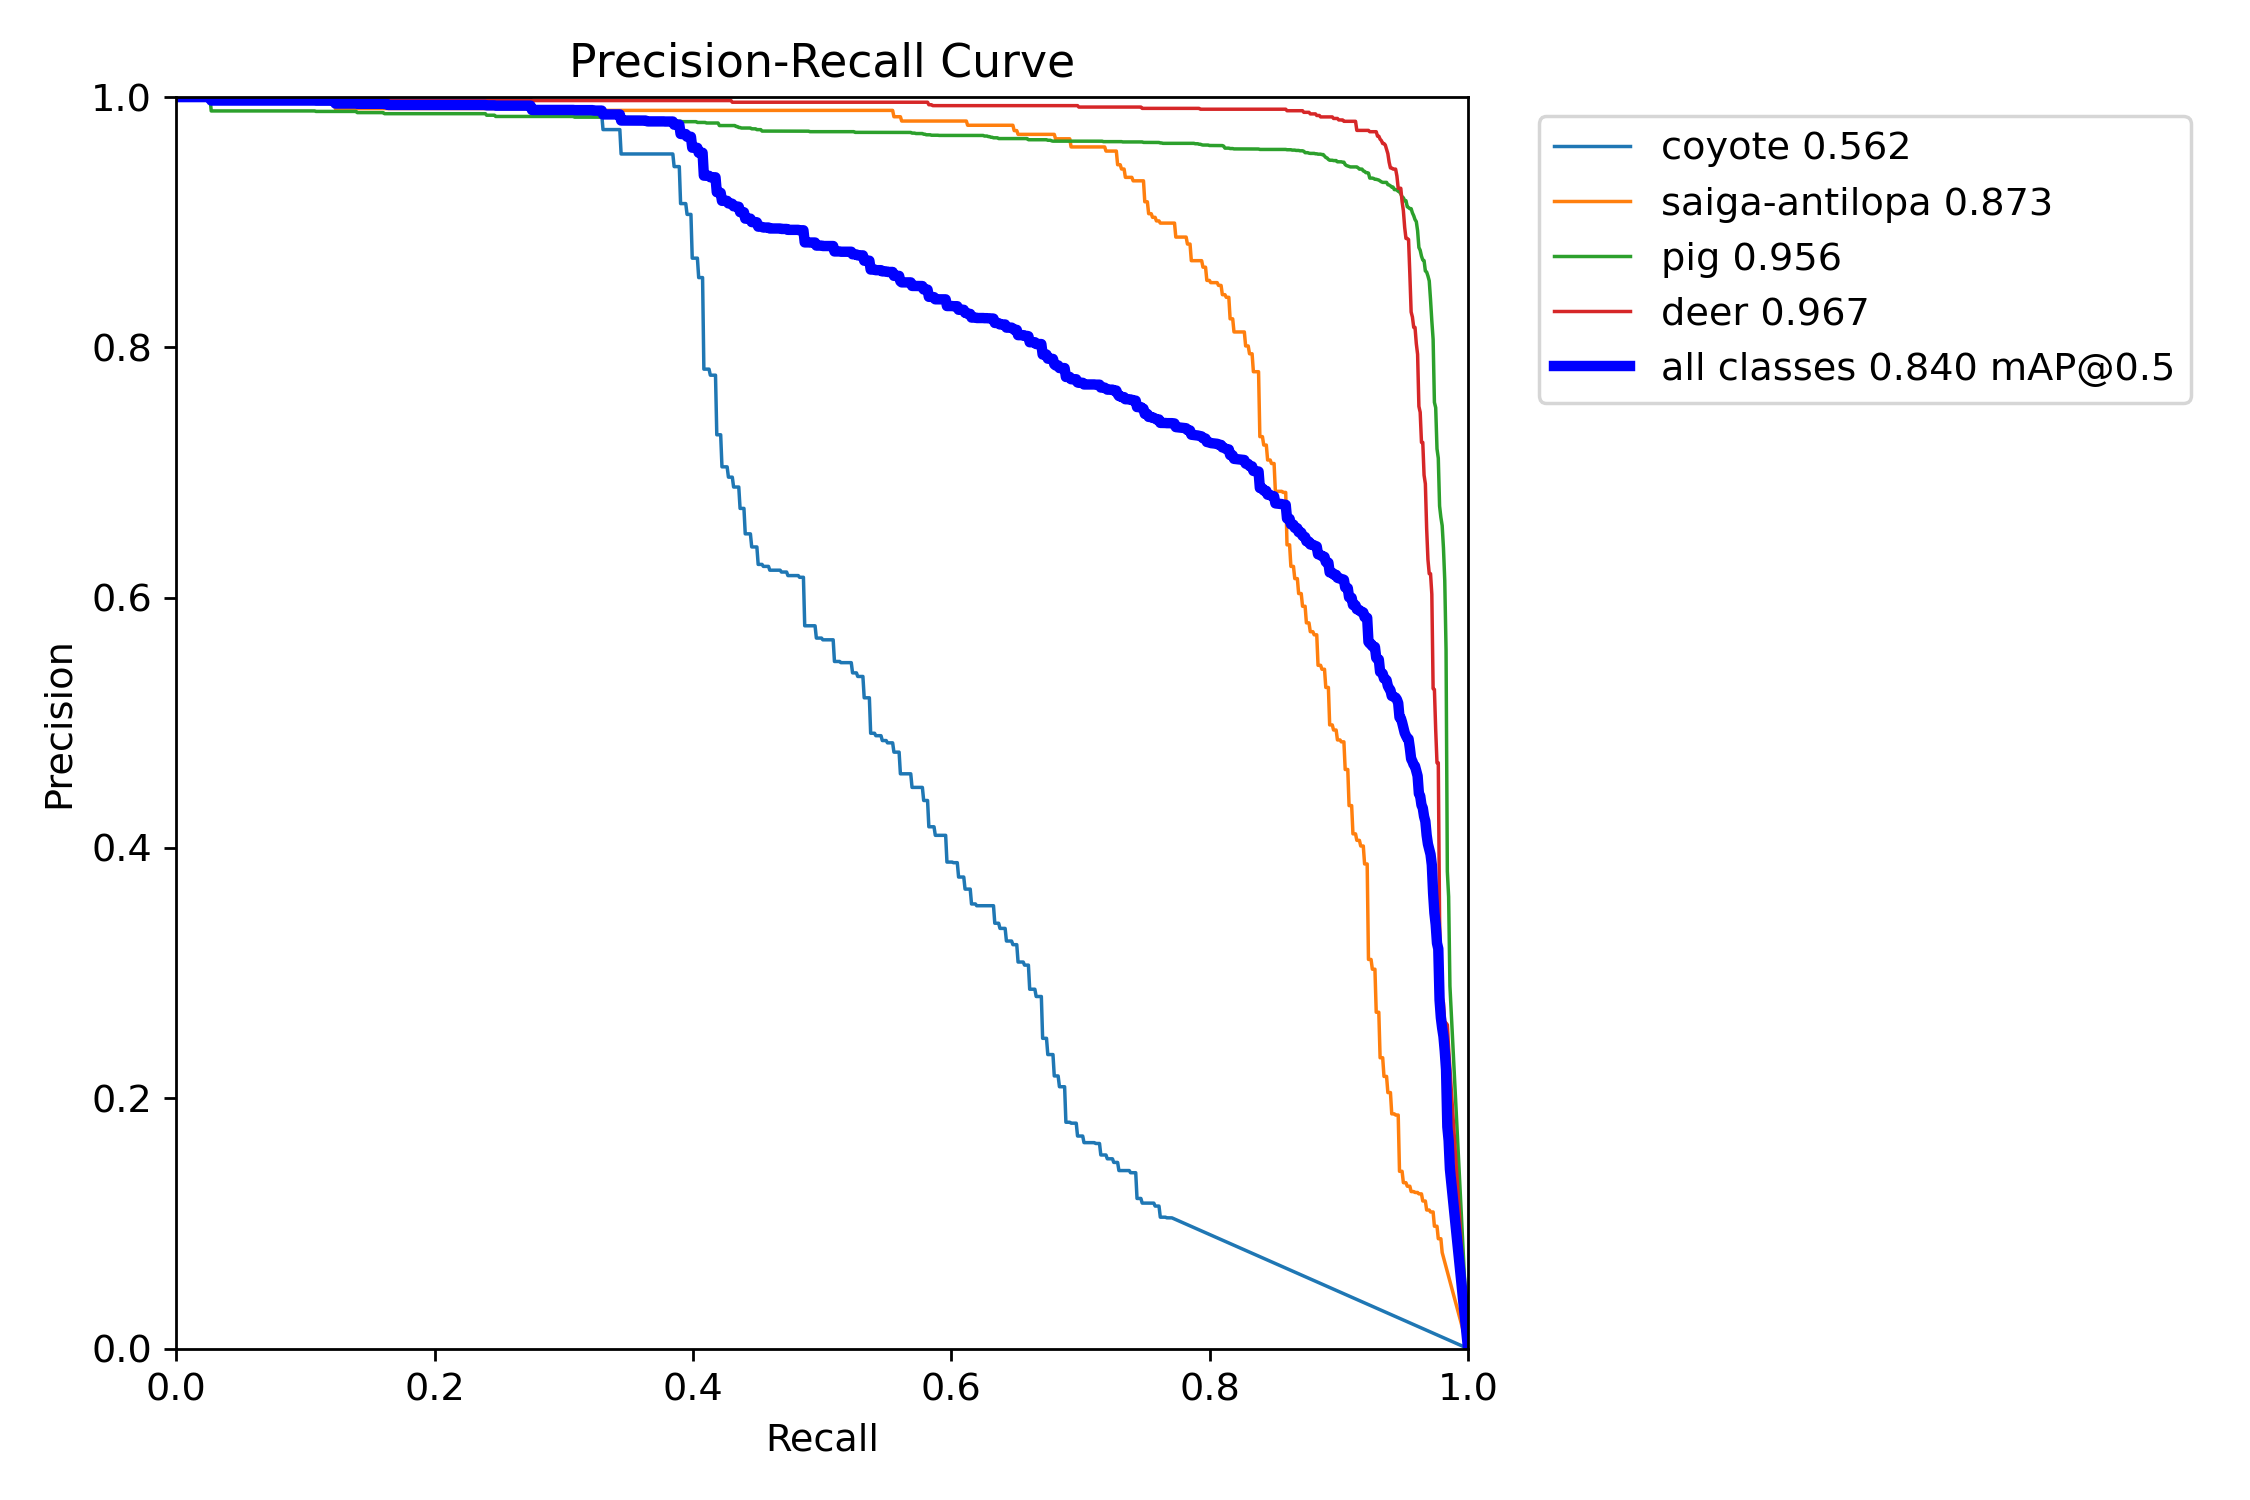 Precision-Recall Curve
1.0
0.8
0.6
0.4
0.2
0.0
Precision
0.0 0.2 0.4 0.6 0.8 1.0
Recall
coyote 0.562
saiga-antilopa 0.873
pig 0.956
deer 0.967
all classes 0.840 mAP@0.5